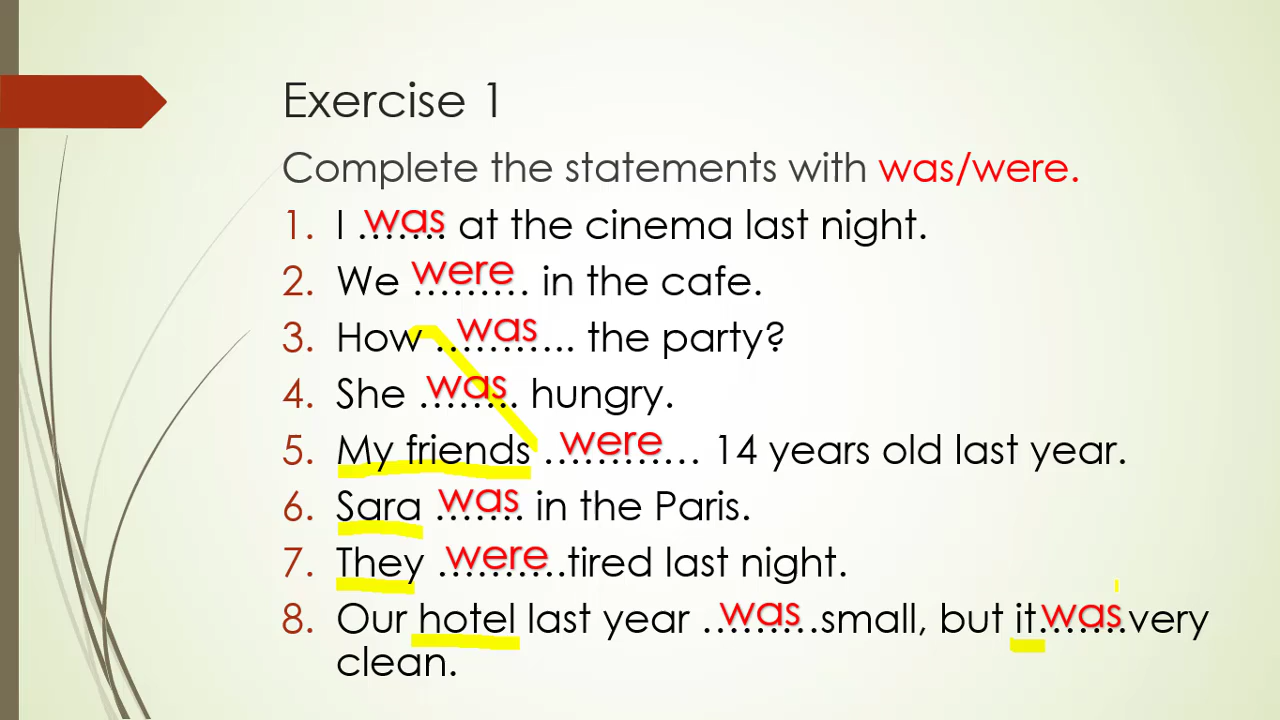 Exercise 1
Complete the statements with was/were.
1. I ...was... at the cinema last night.
2. We ...were... in the cafe.
3. How ...was... the party?
4. She ...was... hungry.
5. My friends ...were... 14 years old last year.
6. Sara ...was... in the Paris.
7. They ...were...tired last night.
8. Our hotel last year ...was...small, but it...was...very
clean.